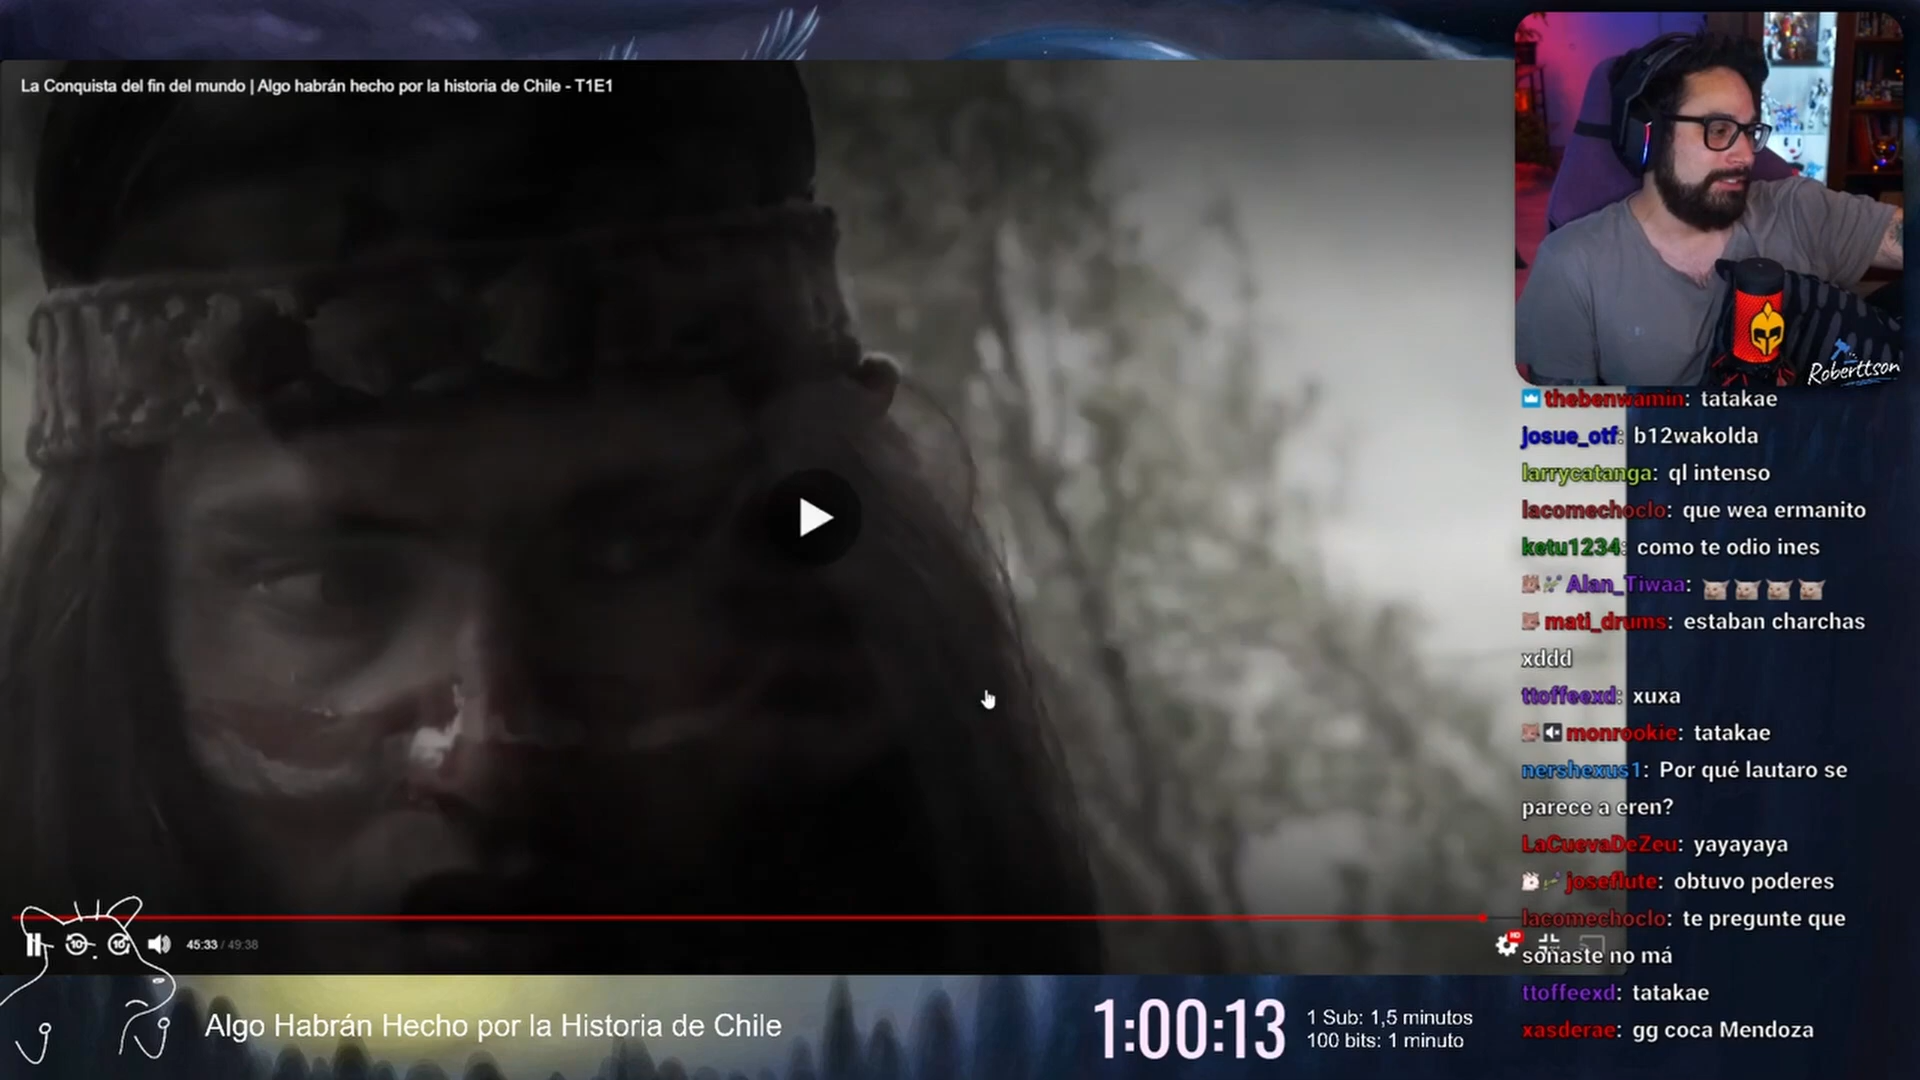 La Conquista del fin del mundo | Algo habrán hecho por la historia de Chile - T1E1
Roberttson
thebenwamin: tatakae
josue_otf: b12wakolda
larrycatanga: ql intenso
lacomechoclo: que wea ermanito
ketu1234: como te odio ines
Alan_Tiwaa:
mati_drums: estaban charchas
xddd
ttoffeexd: xuxa
monrookie: tatakae
nershexus1: Por qué lautaro se
parece a eren?
LaCuevaDeZeu: yayayaya
joseflute: obtuvo poderes
lacomechoclo: te pregunte que
soñaste no má
ttoffeexd: tatakae
xasderae: gg coca Mendoza
10
10
45:33 / 49:38
HD
Algo Habrán Hecho por la Historia de Chile
1:00:13
1 Sub: 1,5 minutos
100 bits: 1 minuto